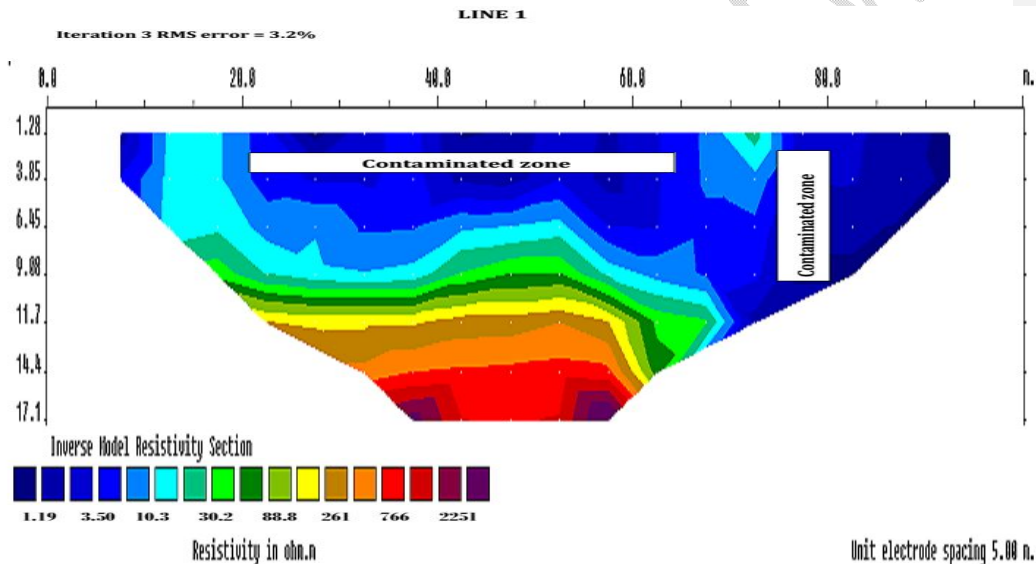 LINE 1
Iteration 3 RMS error = 3.2%
0.0 20.0 40.0 60.0 80.0 m.
1.28
3.85
6.45
9.08
11.7
14.4
17.1
Contaminated zone
Contaminated zone
Inverse Model Resistivity Section
1.19 3.50 10.3 30.2 88.8 261 766 2251
Resistivity in ohm.m
Unit electrode spacing 5.00 m.